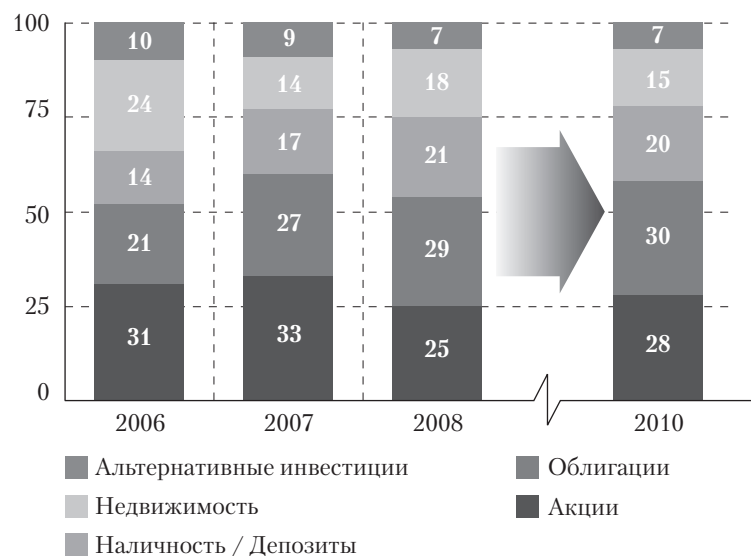 100
10 9 7 7
24 14 18 15
75
14 17 21 20
50
21 27 29 30
25
31 33 25 28
0
2006 2007 2008 2010
Альтернативные инвестиции
Недвижимость
Наличность / Депозиты
Облигации
Акции